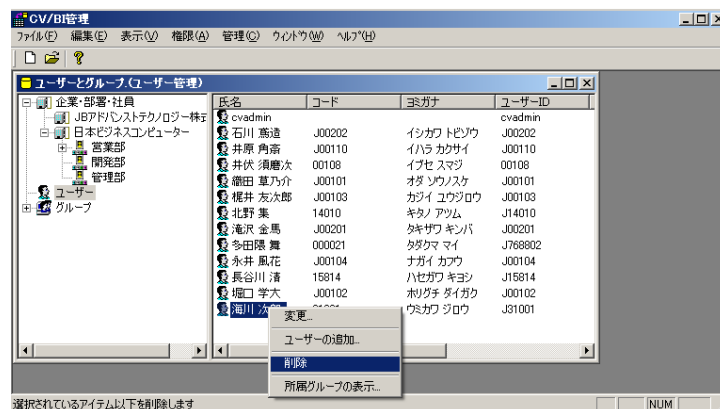 CV/BI管理
ファイル(F) 編集(E) 表示(V) 権限(A) 管理(C) ウィンドウ(W) ヘルプ(H)
ユーザーとグループ.(ユーザー管理)
企業・部署・社員
JBアドバンストテクノロジー株式
日本ビジネスコンピューター
営業部
開発部
管理部
ユーザー
グループ
氏名 コード ヨミガナ ユーザーID
cvadmin cvadmin
石川 蔦造 J00202 イシカワ トビゾウ J00202
井原 角斎 J00110 イハラ カクサイ J00110
井伏 須磨次 00108 イブセ スマジ 00108
織田 草乃介 J00101 オダ ソウノスケ J00101
梶井 友次郎 J00103 カジイ ユウジロウ J00103
北野 集 14010 キタノ アツム J14010
滝沢 金馬 J00201 タキザワ キンバ J00201
多田隈 舞 000021 タダクマ マイ J768802
永井 風花 J00104 ナガイ カフウ J00104
長谷川 清 15814 ハセガワ キヨシ J15814
堀口 学大 J00102 ホリグチ ダイガク J00102
海川 ウミカワ ジロウ J31001
変更...
ユーザーの追加...
削除
所属グループの表示...
選択されているアイテム以下を削除します
NUM